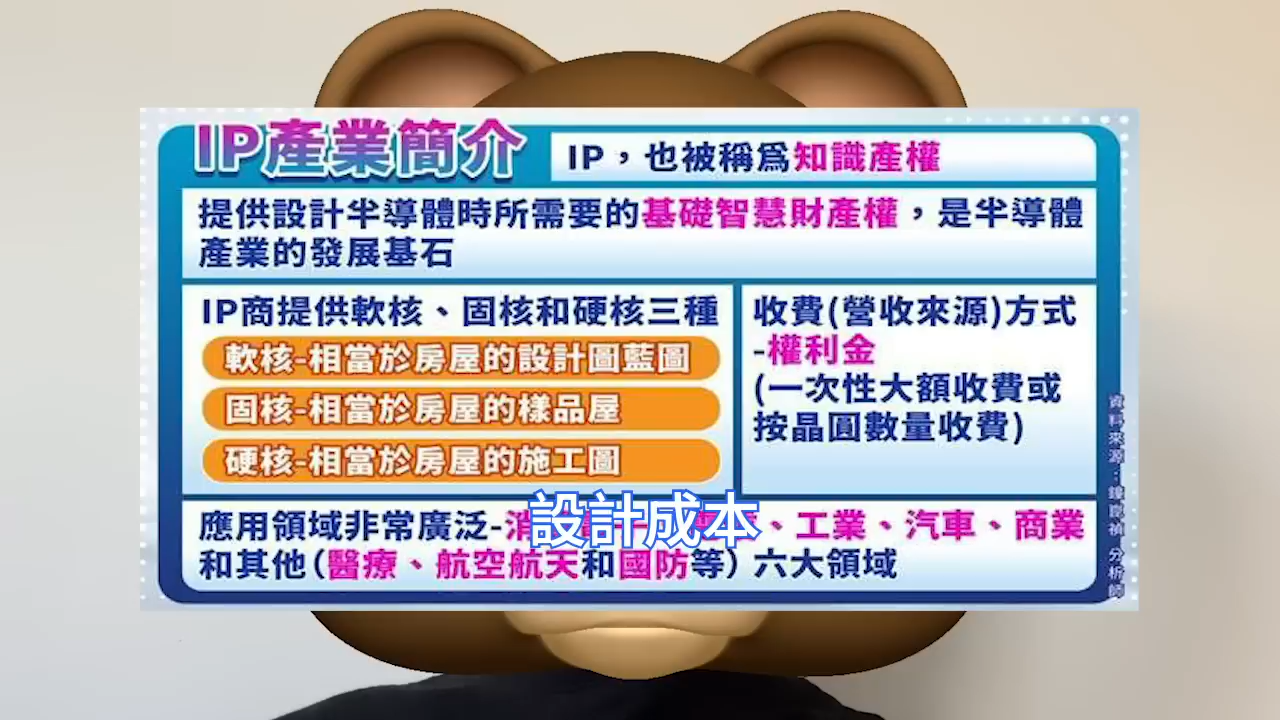 IP產業簡介
IP，也被稱爲知識產權
提供設計半導體時所需要的基礎智慧財產權，是半導體
產業的發展基石
IP商提供軟核、固核和硬核三種
軟核-相當於房屋的設計圖藍圖
固核-相當於房屋的樣品屋
硬核-相當於房屋的施工圖
收費(營收來源)方式
-權利金
(一次性大額收費或
按晶圓數量收費)
應用領域非常廣泛-消、工業、汽車、商業
和其他(醫療、航空航天和國防等) 六大領域
設計成本
資料來源：鐘崑禎 分析師